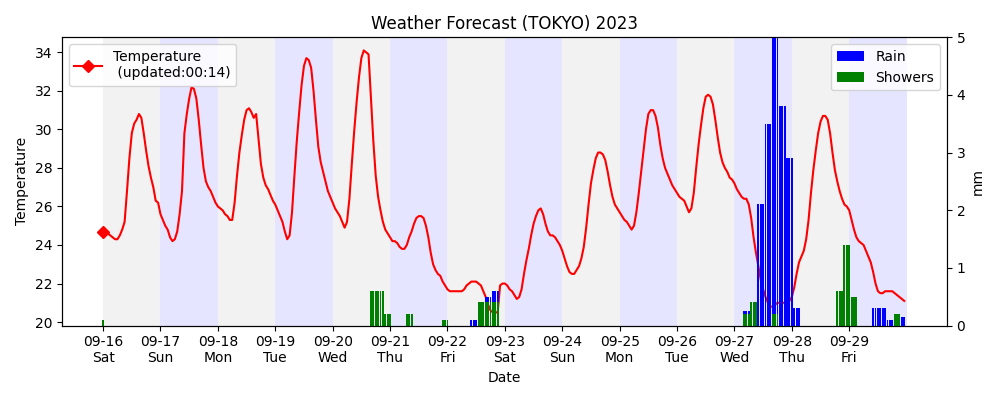 Weather Forecast (TOKYO) 2023
Temperature
(updated:00:14)
Rain
Showers
Temperature
34
32
30
28
26
24
22
20
5
4
3
2
1
0
mm
09-16 09-17 09-18 09-19 09-20 09-21 09-22 09-23 09-24 09-25 09-26 09-27 09-28 09-29
Sat Sun Mon Tue Wed Thu Fri Sat Sun Mon Tue Wed Thu Fri
Date